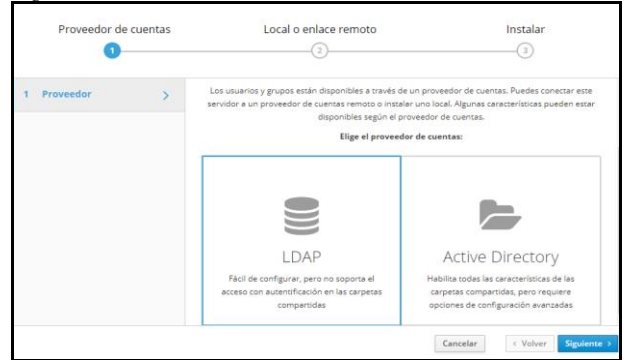 Proveedor de cuentas
Local o enlace remoto
Instalar
1
2
3
1 Proveedor >
Los usuarios y grupos están disponibles a través de un proveedor de cuentas. Puedes conectar este
servidor a un proveedor de cuentas remoto o instalar uno local. Algunas características pueden estar
disponibles según el proveedor de cuentas.
Elige el proveedor de cuentas:
LDAP
Fácil de configurar, pero no soporta el
acceso con autentificación en las carpetas
compartidas
Active Directory
Habilita todas las características de las
carpetas compartidas, pero requiere
opciones de configuración avanzadas
Cancelar
< Volver
Siguiente >